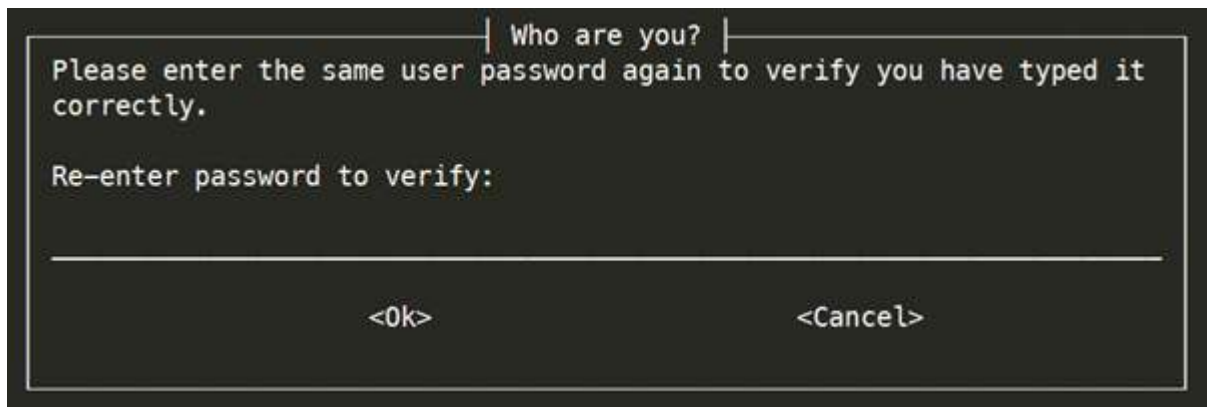 Who are you?
Please enter the same user password again to verify you have typed it
correctly.
Re-enter password to verify:
<Ok> <Cancel>